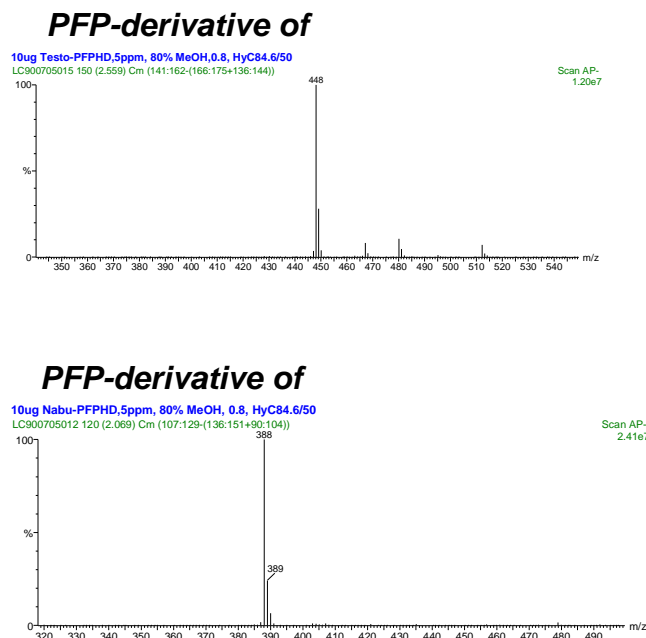 PFP-derivative of
10ug Testo-PFPHD,5ppm, 80% MeOH,0.8, HyC84.6/50
LC900705015 150 (2.559) Cm (141:162-(166:175+136:144))
Scan AP-
1.20e7
100
448
%
0
m/z
350 360 370 380 390 400 410 420 430 440 450 460 470 480 490 500 510 520 530 540
PFP-derivative of
10ug Nabu-PFPHD,5ppm, 80% MeOH, 0.8, HyC84.6/50
LC900705012 120 (2.069) Cm (107:129-(136:151+90:104))
Scan AP-
2.41e7
100
388
%
389
0
m/z
320 330 340 350 360 370 380 390 400 410 420 430 440 450 460 470 480 490